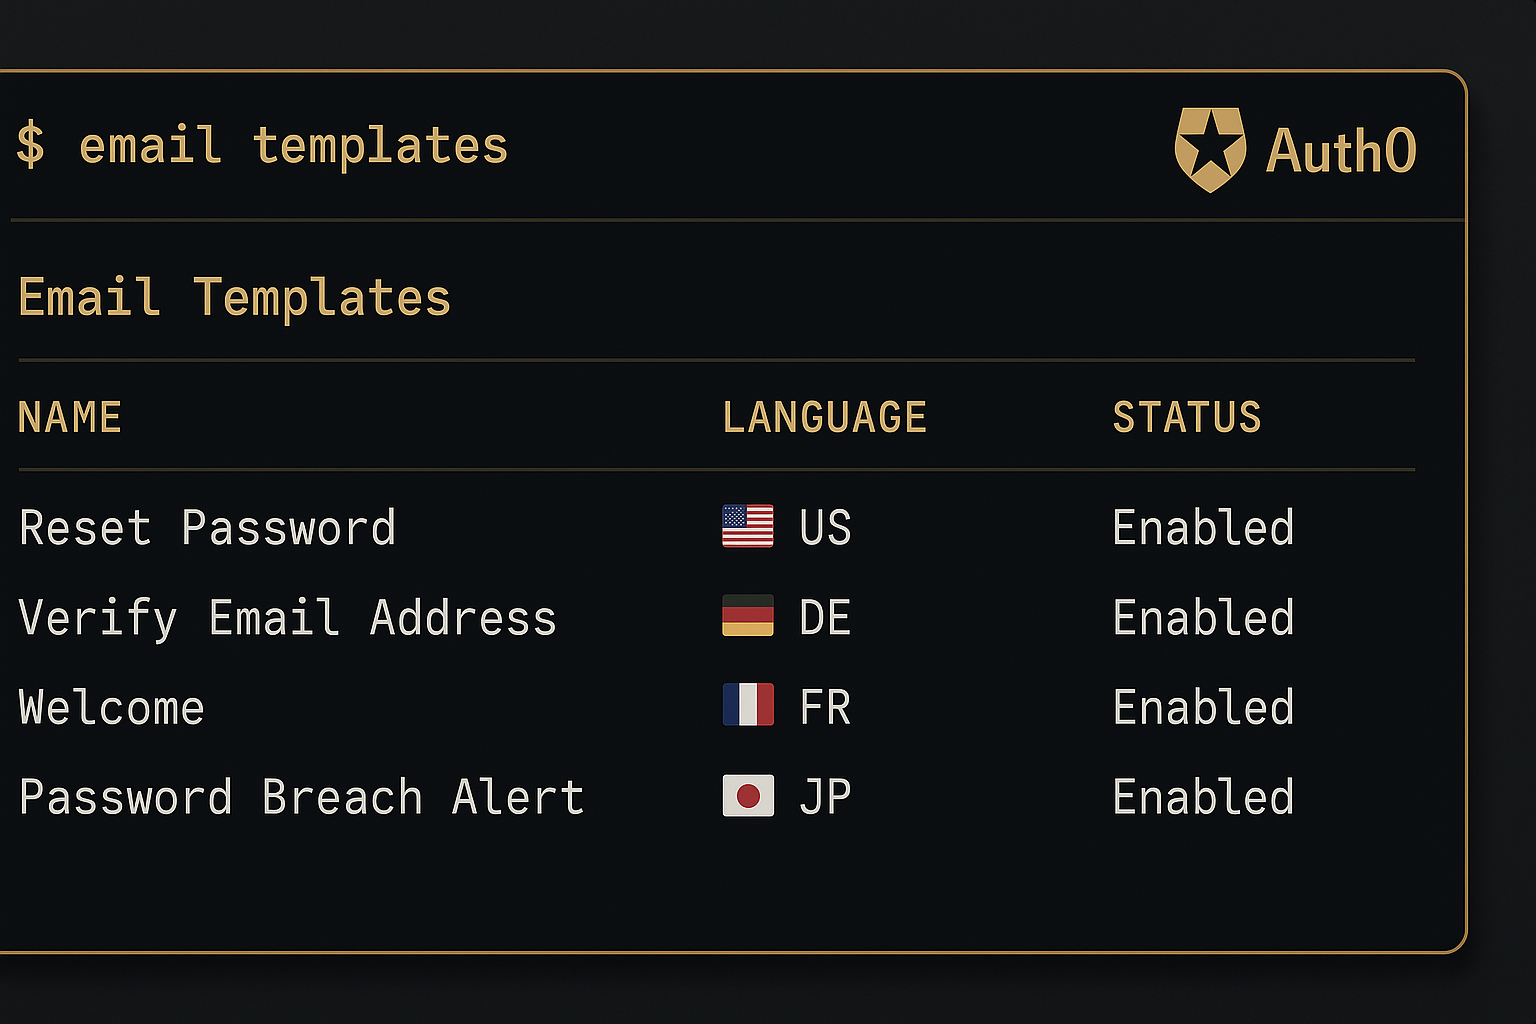 $ email templates
Auth0
Email Templates
NAME LANGUAGE STATUS
Reset Password US Enabled
Verify Email Address DE Enabled
Welcome FR Enabled
Password Breach Alert JP Enabled